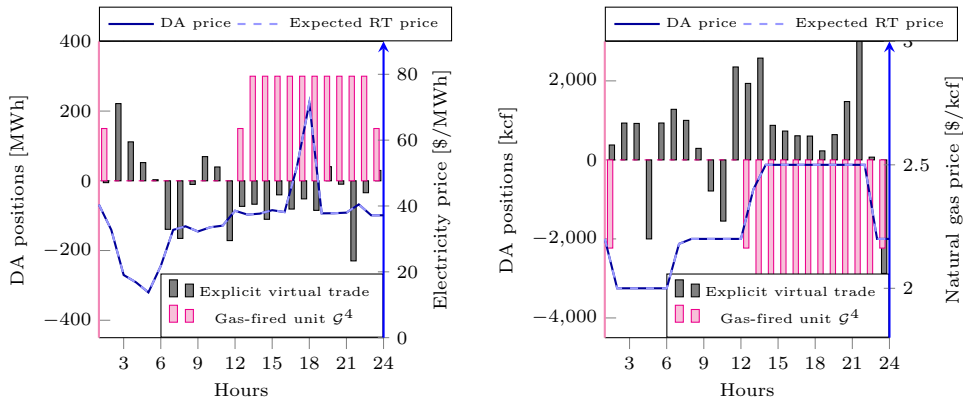 DA price Expected RT price
400
200
0
−200
−400
DA positions [MWh]
80
60
40
20
0
Electricity price [$/MWh]
Explicit virtual trade
Gas-fired unit 𝒢⁴
3 6 9 12 15 18 21 24
Hours
DA price Expected RT price
2,000
0
−2,000
−4,000
DA positions [kcf]
3
2.5
2
Natural gas price [$/kcf]
Explicit virtual trade
Gas-fired unit 𝒢⁴
3 6 9 12 15 18 21 24
Hours